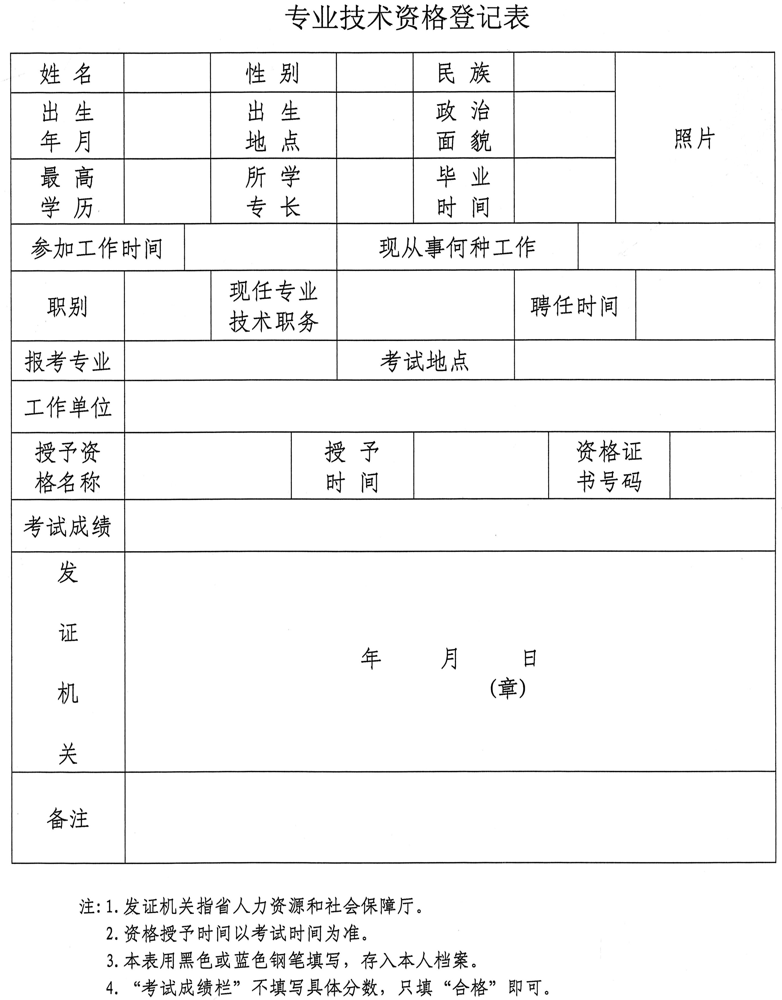 专业技术资格登记表
姓 名 性 别 民 族
照片
出 生 出 生 政 治
年 月 地 点 面 貌
最 高 所 学 毕 业
学 历 专 长 时 间
参加工作时间 现从事何种工作
职别 现任专业 聘任时间
技术职务
报考专业 考试地点
工作单位
授予资 授 予 资格证
格名称 时 间 书号码
考试成绩
发
证
机
关
年 月 日
(章)
备注
注:1.发证机关指省人力资源和社会保障厅。
2.资格授予时间以考试时间为准。
3.本表用黑色或蓝色钢笔填写，存入本人档案。
4.“考试成绩栏”不填写具体分数，只填“合格”即可。